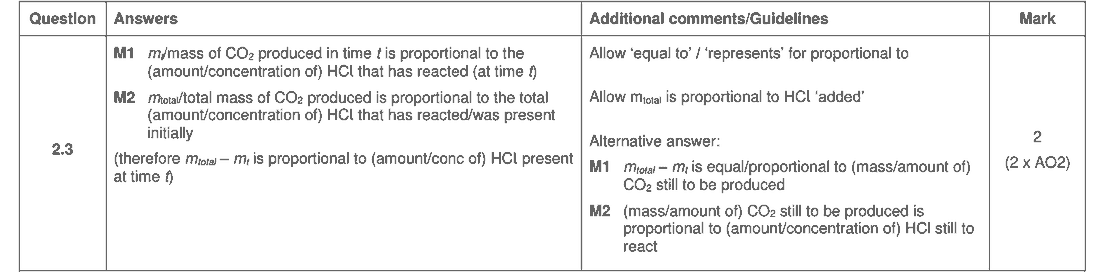 Question Answers Additional comments/Guidelines Mark
2.3
M1 mₜ/mass of CO₂ produced in time t is proportional to the
(amount/concentration of) HCl that has reacted (at time t)
M2 mtotal/total mass of CO₂ produced is proportional to the total
(amount/concentration of) HCl that has reacted/was present
initially
(therefore mtotal – mₜ is proportional to (amount/conc of) HCl present
at time t)
Allow 'equal to' / 'represents' for proportional to
Allow mtotal is proportional to HCl 'added'
Alternative answer:
M1 mtotal – mₜ is equal/proportional to (mass/amount of)
CO₂ still to be produced
M2 (mass/amount of) CO₂ still to be produced is
proportional to (amount/concentration of) HCl still to
react
2
(2 x AO2)